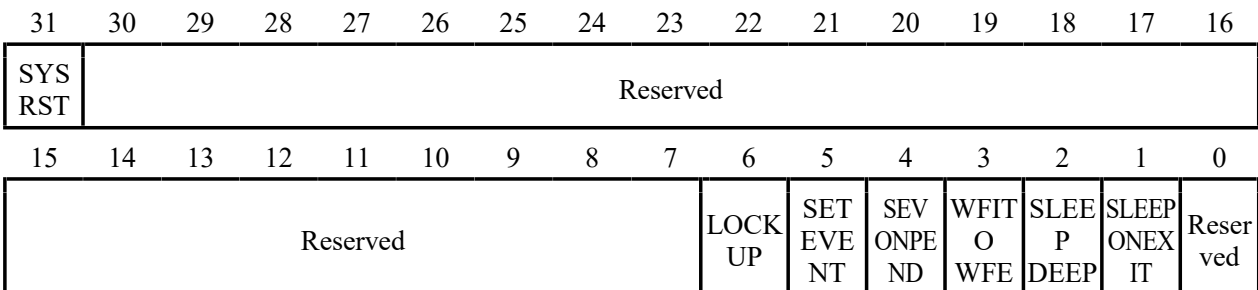 31 30 29 28 27 26 25 24 23 22 21 20 19 18 17 16
SYS
RST
Reserved
15 14 13 12 11 10 9 8 7 6 5 4 3 2 1 0
Reserved
LOCK
UP
SET
EVE
NT
SEV
ONPE
ND
WFIT
O
WFE
SLEE
P
DEEP
SLEEP
ONEX
IT
Reser
ved